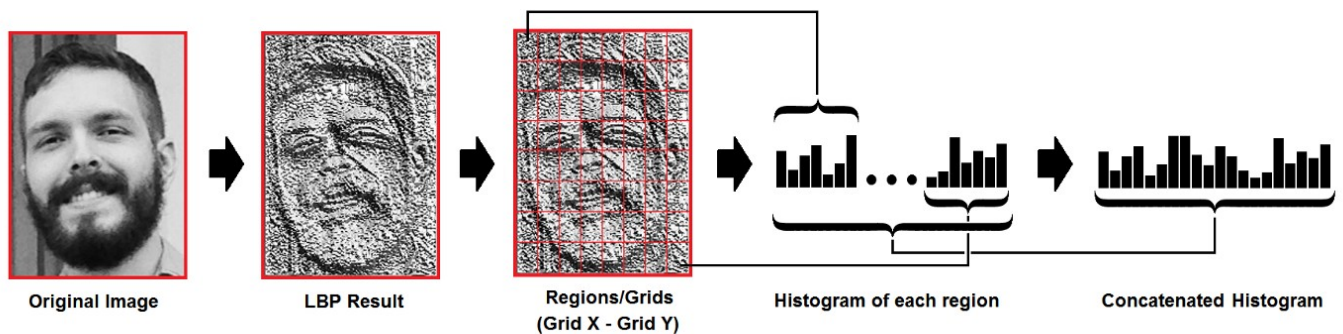 Original Image
LBP Result
Regions/Grids
(Grid X - Grid Y)
Histogram of each region
Concatenated Histogram